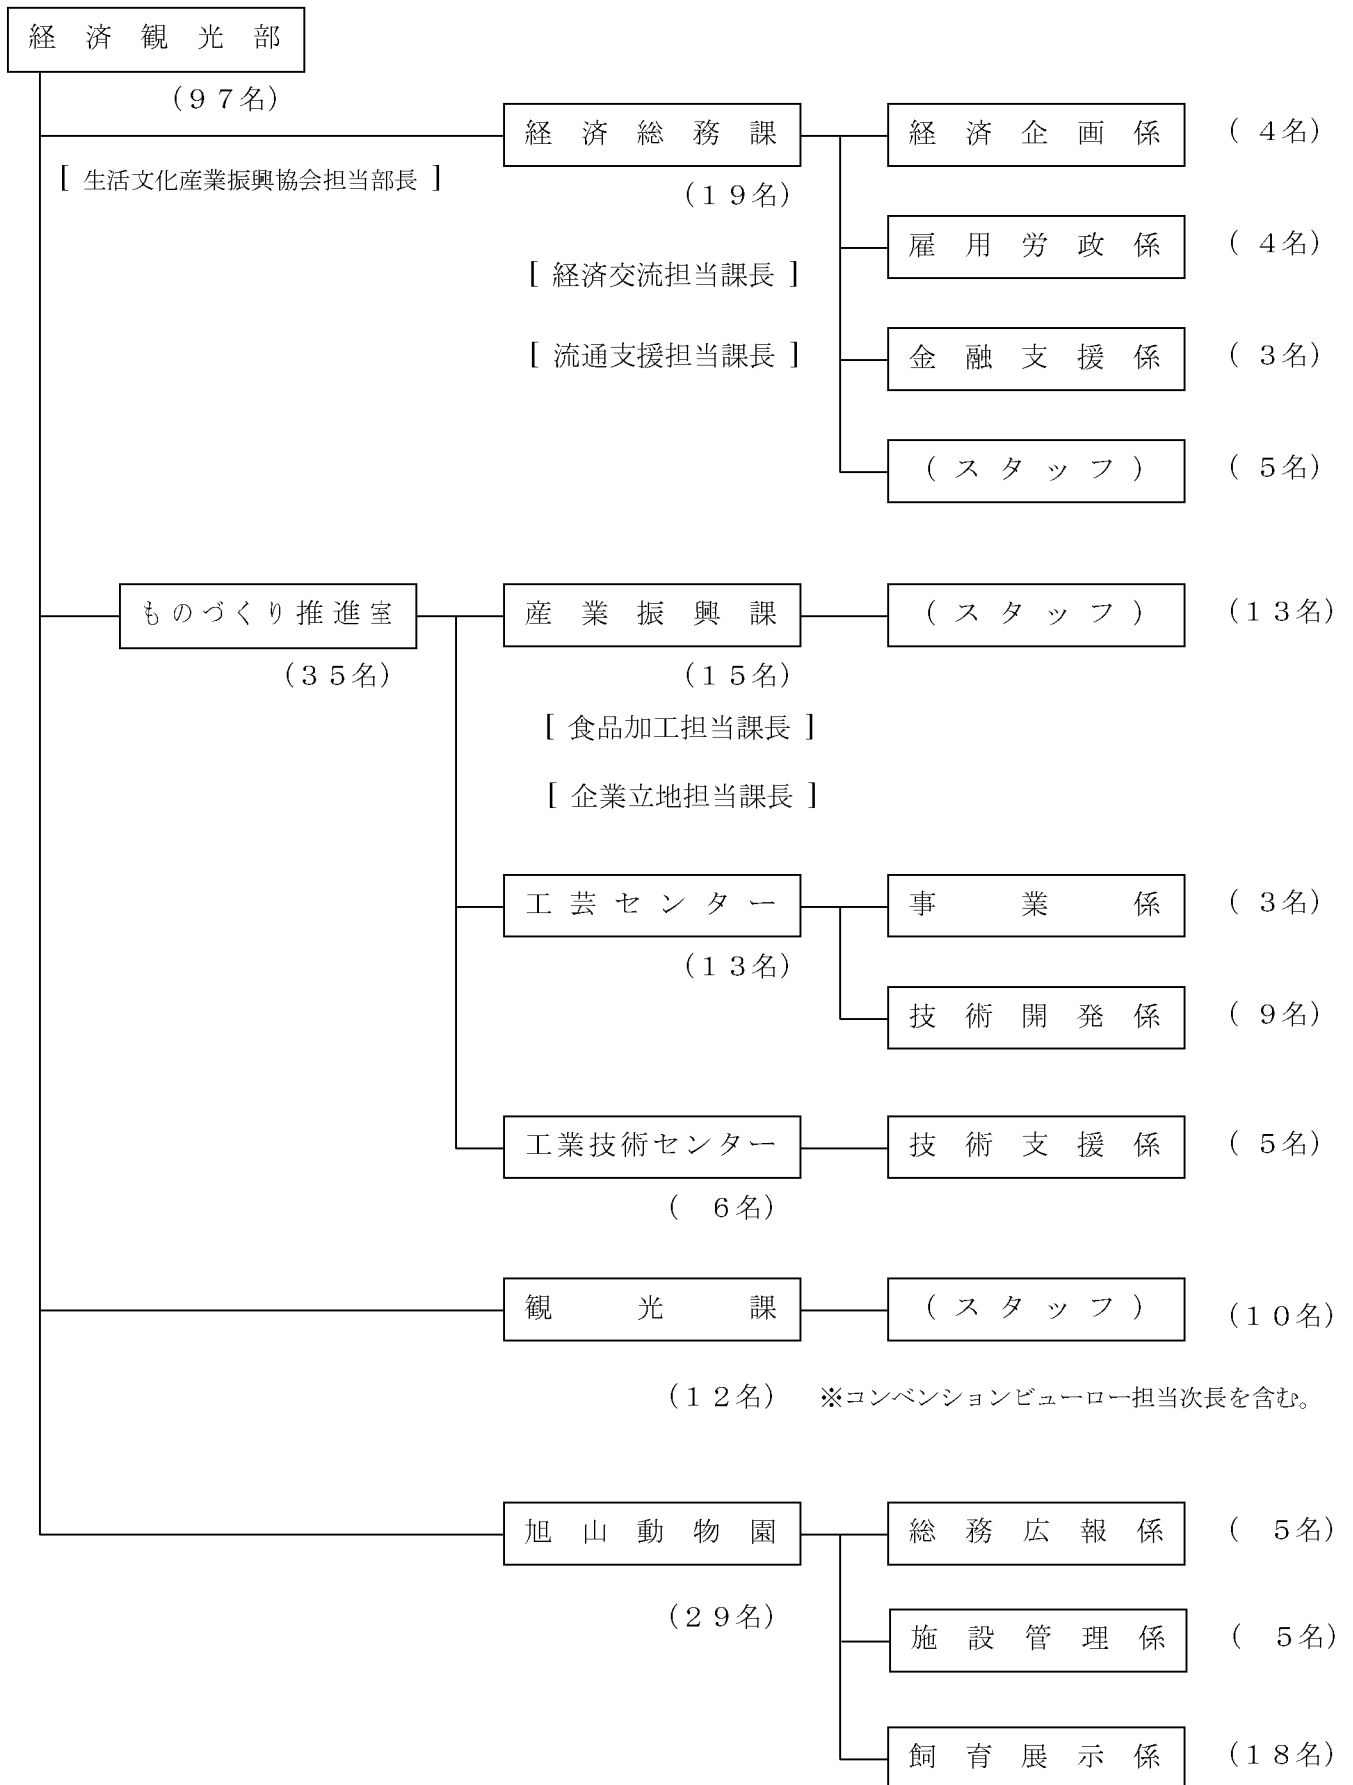 経済観光部
（９７名）
経済総務課
経済企画係
（ ４名）
[ 生活文化産業振興協会担当部長 ]
（１９名）
雇用労政係
（ ４名）
[ 経済交流担当課長 ]
金融支援係
（ ３名）
[ 流通支援担当課長 ]
（スタッフ）
（ ５名）
ものづくり推進室
産業振興課
（スタッフ）
（１３名）
（３５名）
（１５名）
[ 食品加工担当課長 ]
[ 企業立地担当課長 ]
工芸センター
事業係
（ ３名）
（１３名）
技術開発係
（ ９名）
工業技術センター
技術支援係
（ ５名）
（ ６名）
観光課
（スタッフ）
（１０名）
（１２名） ※コンベンションビューロー担当次長を含む。
旭山動物園
総務広報係
（ ５名）
（２９名）
施設管理係
（ ５名）
飼育展示係
（１８名）